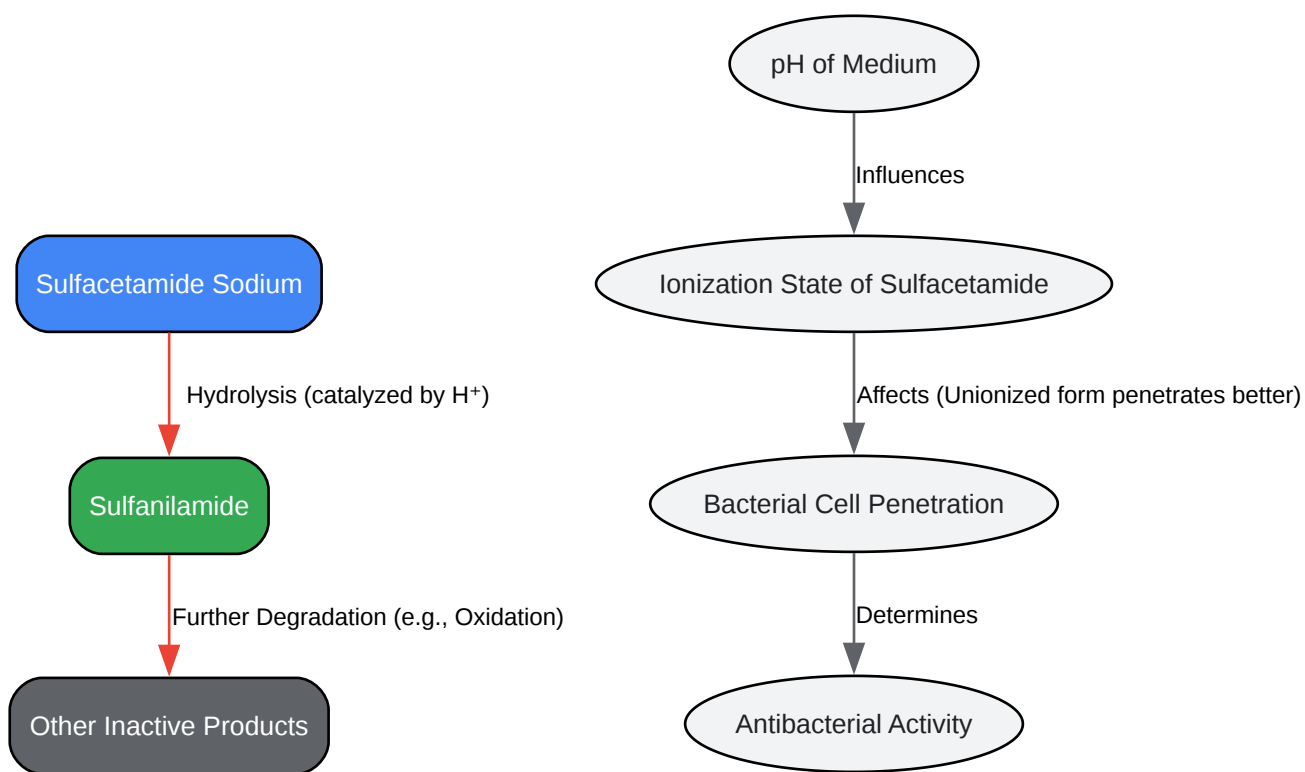 pH of Medium
Influences
Sulfacetamide Sodium
Ionization State of Sulfacetamide
Hydrolysis (catalyzed by H⁺)
Affects (Unionized form penetrates better)
Sulfanilamide
Bacterial Cell Penetration
Further Degradation (e.g., Oxidation)
Determines
Other Inactive Products
Antibacterial Activity